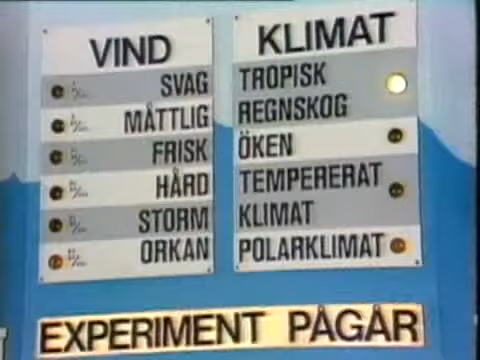 VIND
SVAG
MÅTTLIG
FRISK
HÅRD
STORM
ORKAN
KLIMAT
TROPISK
REGNSKOG
ÖKEN
TEMPERERAT
KLIMAT
POLARKLIMAT
EXPERIMENT PÅGÅR